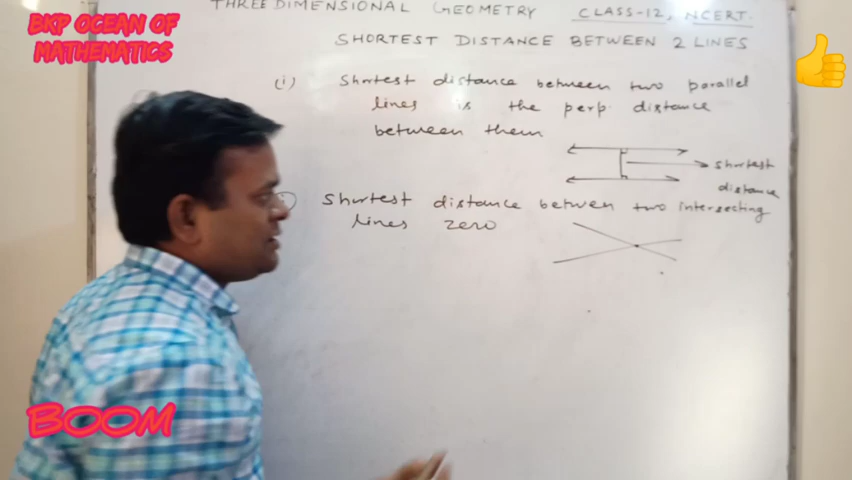 BKP OCEAN OF
MATHEMATICS
THREE DIMENSIONAL GEOMETRY CLASS-12, NCERT.
SHORTEST DISTANCE BETWEEN 2 LINES
(i) Shortest distance between two parallel
lines is the perp. distance
between them
shortest
distance
Shortest distance between two intersecting
lines zero
BOOM